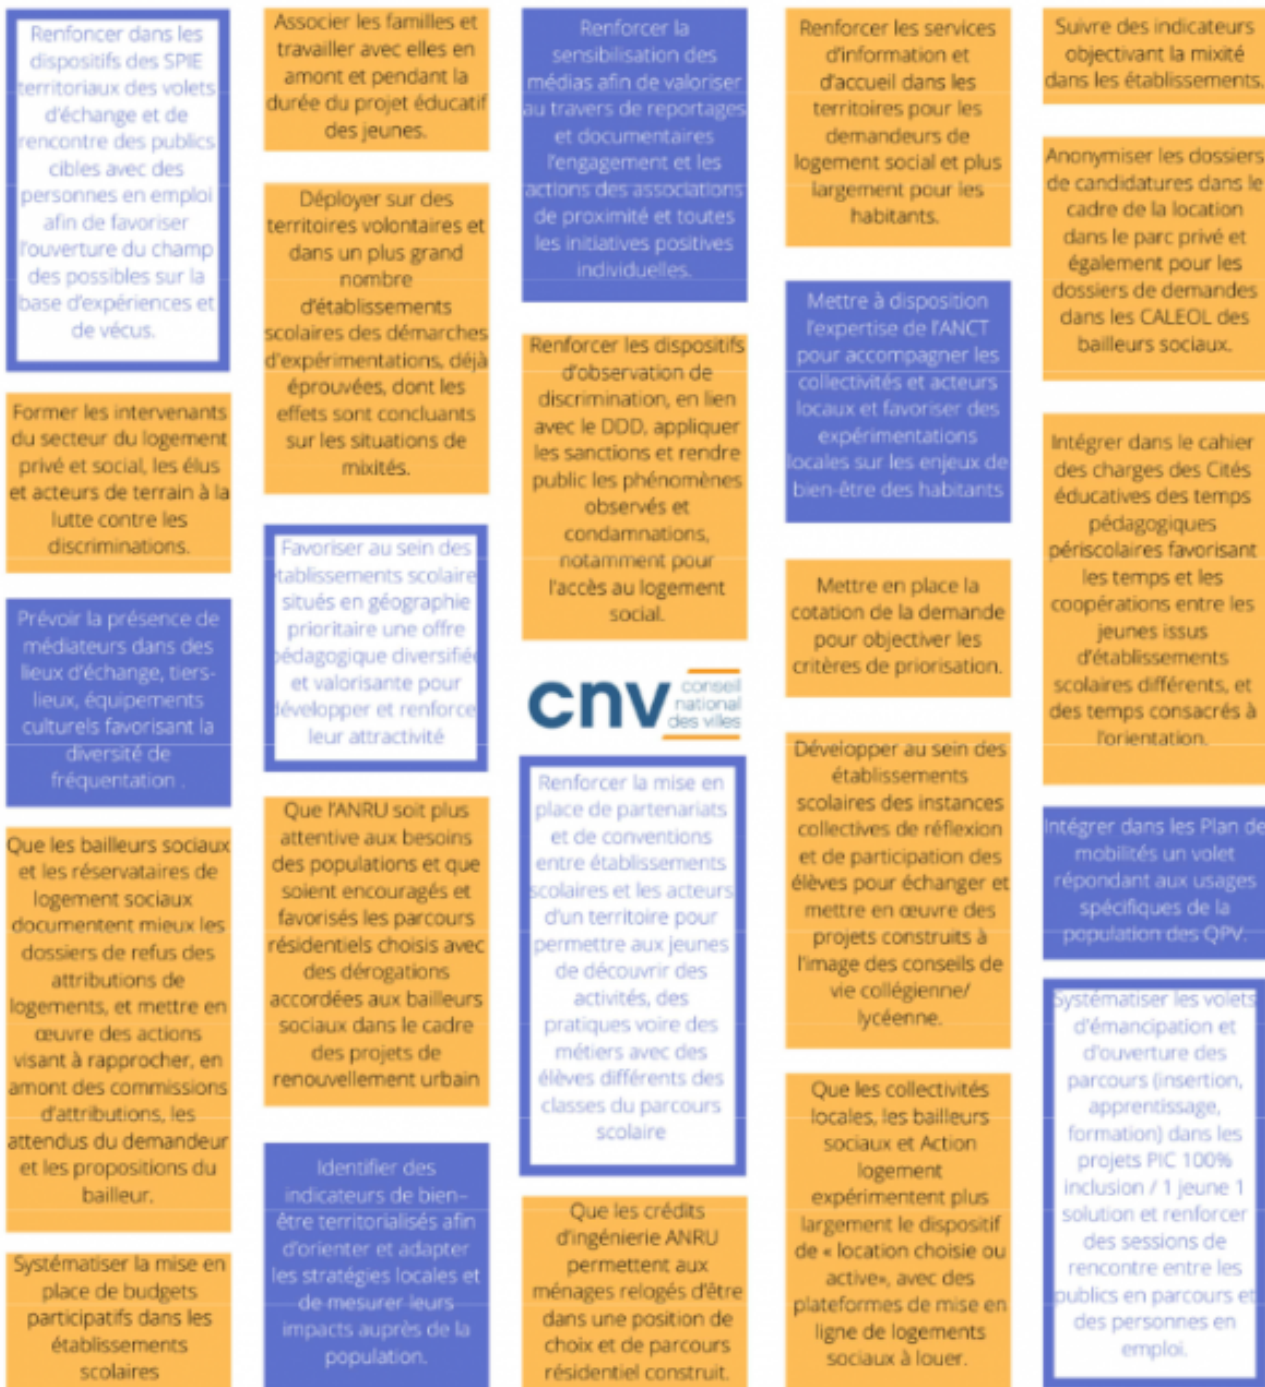 Renfoncer dans les
dispositifs des SPIE
territoriaux des volets
d'échange et de
rencontre des publics
cibles avec des
personnes en emploi
afin de favoriser
l'ouverture du champ
des possibles sur la
base d'expériences et
de vécus.
Former les intervenants
du secteur du logement
privé et social, les élus
et acteurs de terrain à la
lutte contre les
discriminations.
Prévoir la présence de
médiateurs dans des
lieux d'échange, tiers-
lieux, équipements
culturels favorisant la
diversité de
fréquentation .
Que les bailleurs sociaux
et les réservataires de
logement sociaux
documentent mieux les
dossiers de refus des
attributions de
logements, et mettre en
œuvre des actions
visant à rapprocher, en
amont des commissions
d'attributions, les
attendus du demandeur
et les propositions du
bailleur.
Systématiser la mise en
place de budgets
participatifs dans les
établissements
scolaires
Associer les familles et
travailler avec elles en
amont et pendant la
durée du projet éducatif
des jeunes.
Déployer sur des
territoires volontaires et
dans un plus grand
nombre
d'établissements
scolaires des démarches
d'expérimentations, déjà
éprouvées, dont les
effets sont concluants
sur les situations de
mixités.
Favoriser au sein des
tablissements scolaire
situés en géographie
prioritaire une offre
pédagogique diversifiée
et valorisante pour
développer et renforce
leur attractivité
Que l'ANRU soit plus
attentive aux besoins
des populations et que
soient encouragés et
favorisés les parcours
résidentiels choisis avec
des dérogations
accordées aux bailleurs
sociaux dans le cadre
des projets de
renouvellement urbain
Identifier des
indicateurs de bien–
être territorialisés afin
d'orienter et adapter
les stratégies locales et
de mesurer leurs
impacts auprès de la
population.
Renforcer la
sensibilisation des
médias afin de valoriser
au travers de reportages
et documentaires
l'engagement et les
actions des associations
de proximité et toutes
les initiatives positives
individuelles.
Renforcer les dispositifs
d'observation de
discrimination, en lien
avec le DDD, appliquer
les sanctions et rendre
public les phénomènes
observés et
condamnations,
notamment pour
l'accès au logement
social.
cnv conseil
national
des villes
Renforcer la mise en
place de partenariats
et de conventions
entre établissements
scolaires et les acteurs
d'un territoire pour
permettre aux jeunes
de découvrir des
activités, des
pratiques voire des
métiers avec des
élèves différents des
classes du parcours
scolaire
Que les crédits
d'ingénierie ANRU
permettent aux
ménages relogés d'être
dans une position de
choix et de parcours
résidentiel construit.
Renforcer les services
d'information et
d'accueil dans les
territoires pour les
demandeurs de
logement social et plus
largement pour les
habitants.
Mettre à disposition
l'expertise de l'ANCT
pour accompagner les
collectivités et acteurs
locaux et favoriser des
expérimentations
locales sur les enjeux de
bien-être des habitants
Mettre en place la
cotation de la demande
pour objectiver les
critères de priorisation.
Développer au sein des
établissements
scolaires des instances
collectives de réflexion
et de participation des
élèves pour échanger et
mettre en œuvre des
projets construits à
l'image des conseils de
vie collégienne/
lycéenne.
Que les collectivités
locales, les bailleurs
sociaux et Action
logement
expérimentent plus
largement le dispositif
de « location choisie ou
active», avec des
plateformes de mise en
ligne de logements
sociaux à louer.
Suivre des indicateurs
objectivant la mixité
dans les établissements.
Anonymiser les dossiers
de candidatures dans le
cadre de la location
dans le parc privé et
également pour les
dossiers de demandes
dans les CALEOL des
bailleurs sociaux.
Intégrer dans le cahier
des charges des Cités
éducatives des temps
pédagogiques
périscolaires favorisant
les temps et les
coopérations entre les
jeunes issus
d'établissements
scolaires différents, et
des temps consacrés à
l'orientation.
Intégrer dans les Plan de
mobilités un volet
répondant aux usages
spécifiques de la
population des QPV.
Systématiser les volets
d'émancipation et
d'ouverture des
parcours (insertion,
apprentissage,
formation) dans les
projets PIC 100%
inclusion / 1 jeune 1
solution et renforcer
des sessions de
rencontre entre les
publics en parcours et
des personnes en
emploi.